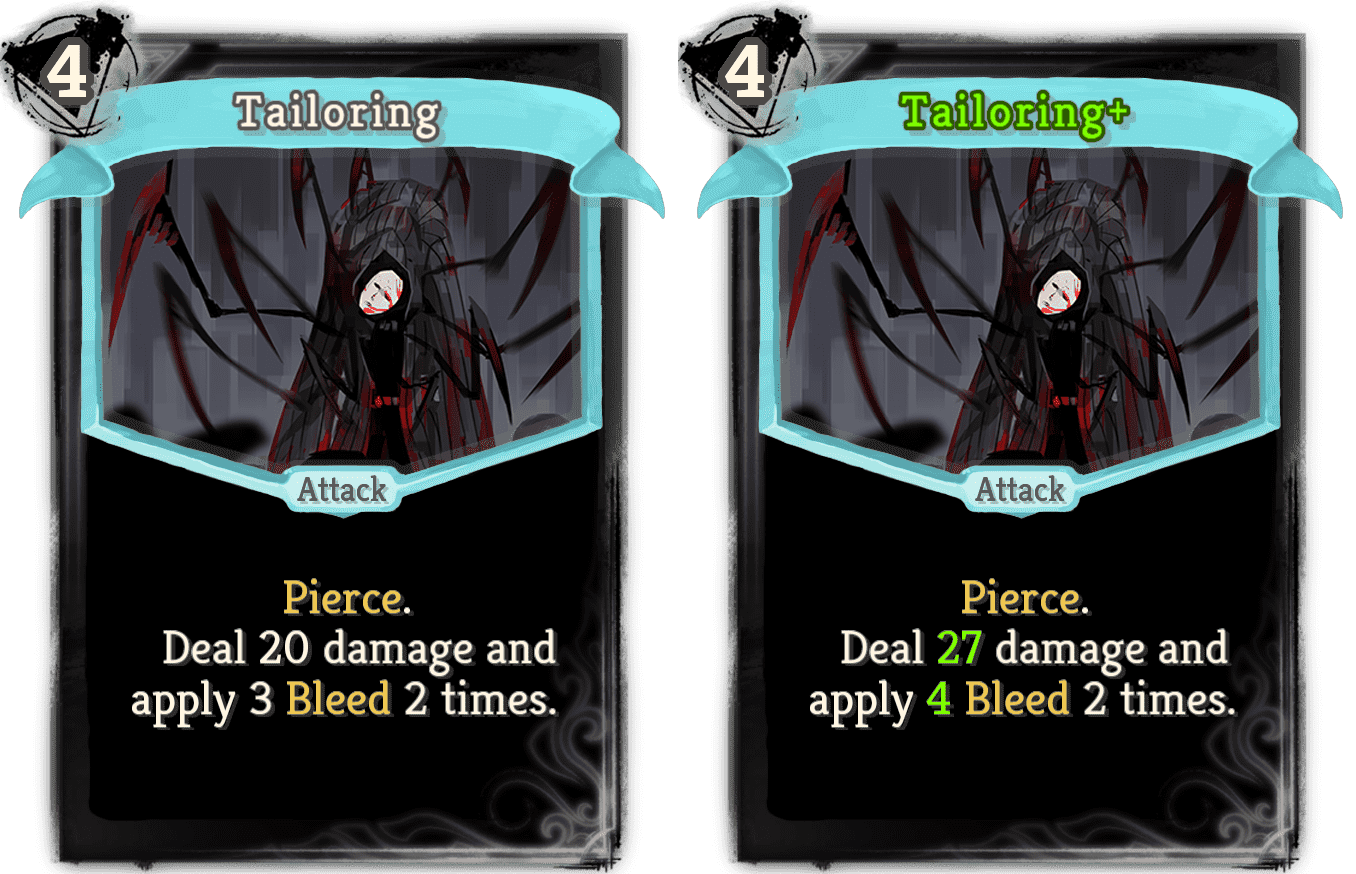 4
Tailoring
Attack
Pierce.
Deal 20 damage and
apply 3 Bleed 2 times.
4
Tailoring+
Attack
Pierce.
Deal 27 damage and
apply 4 Bleed 2 times.